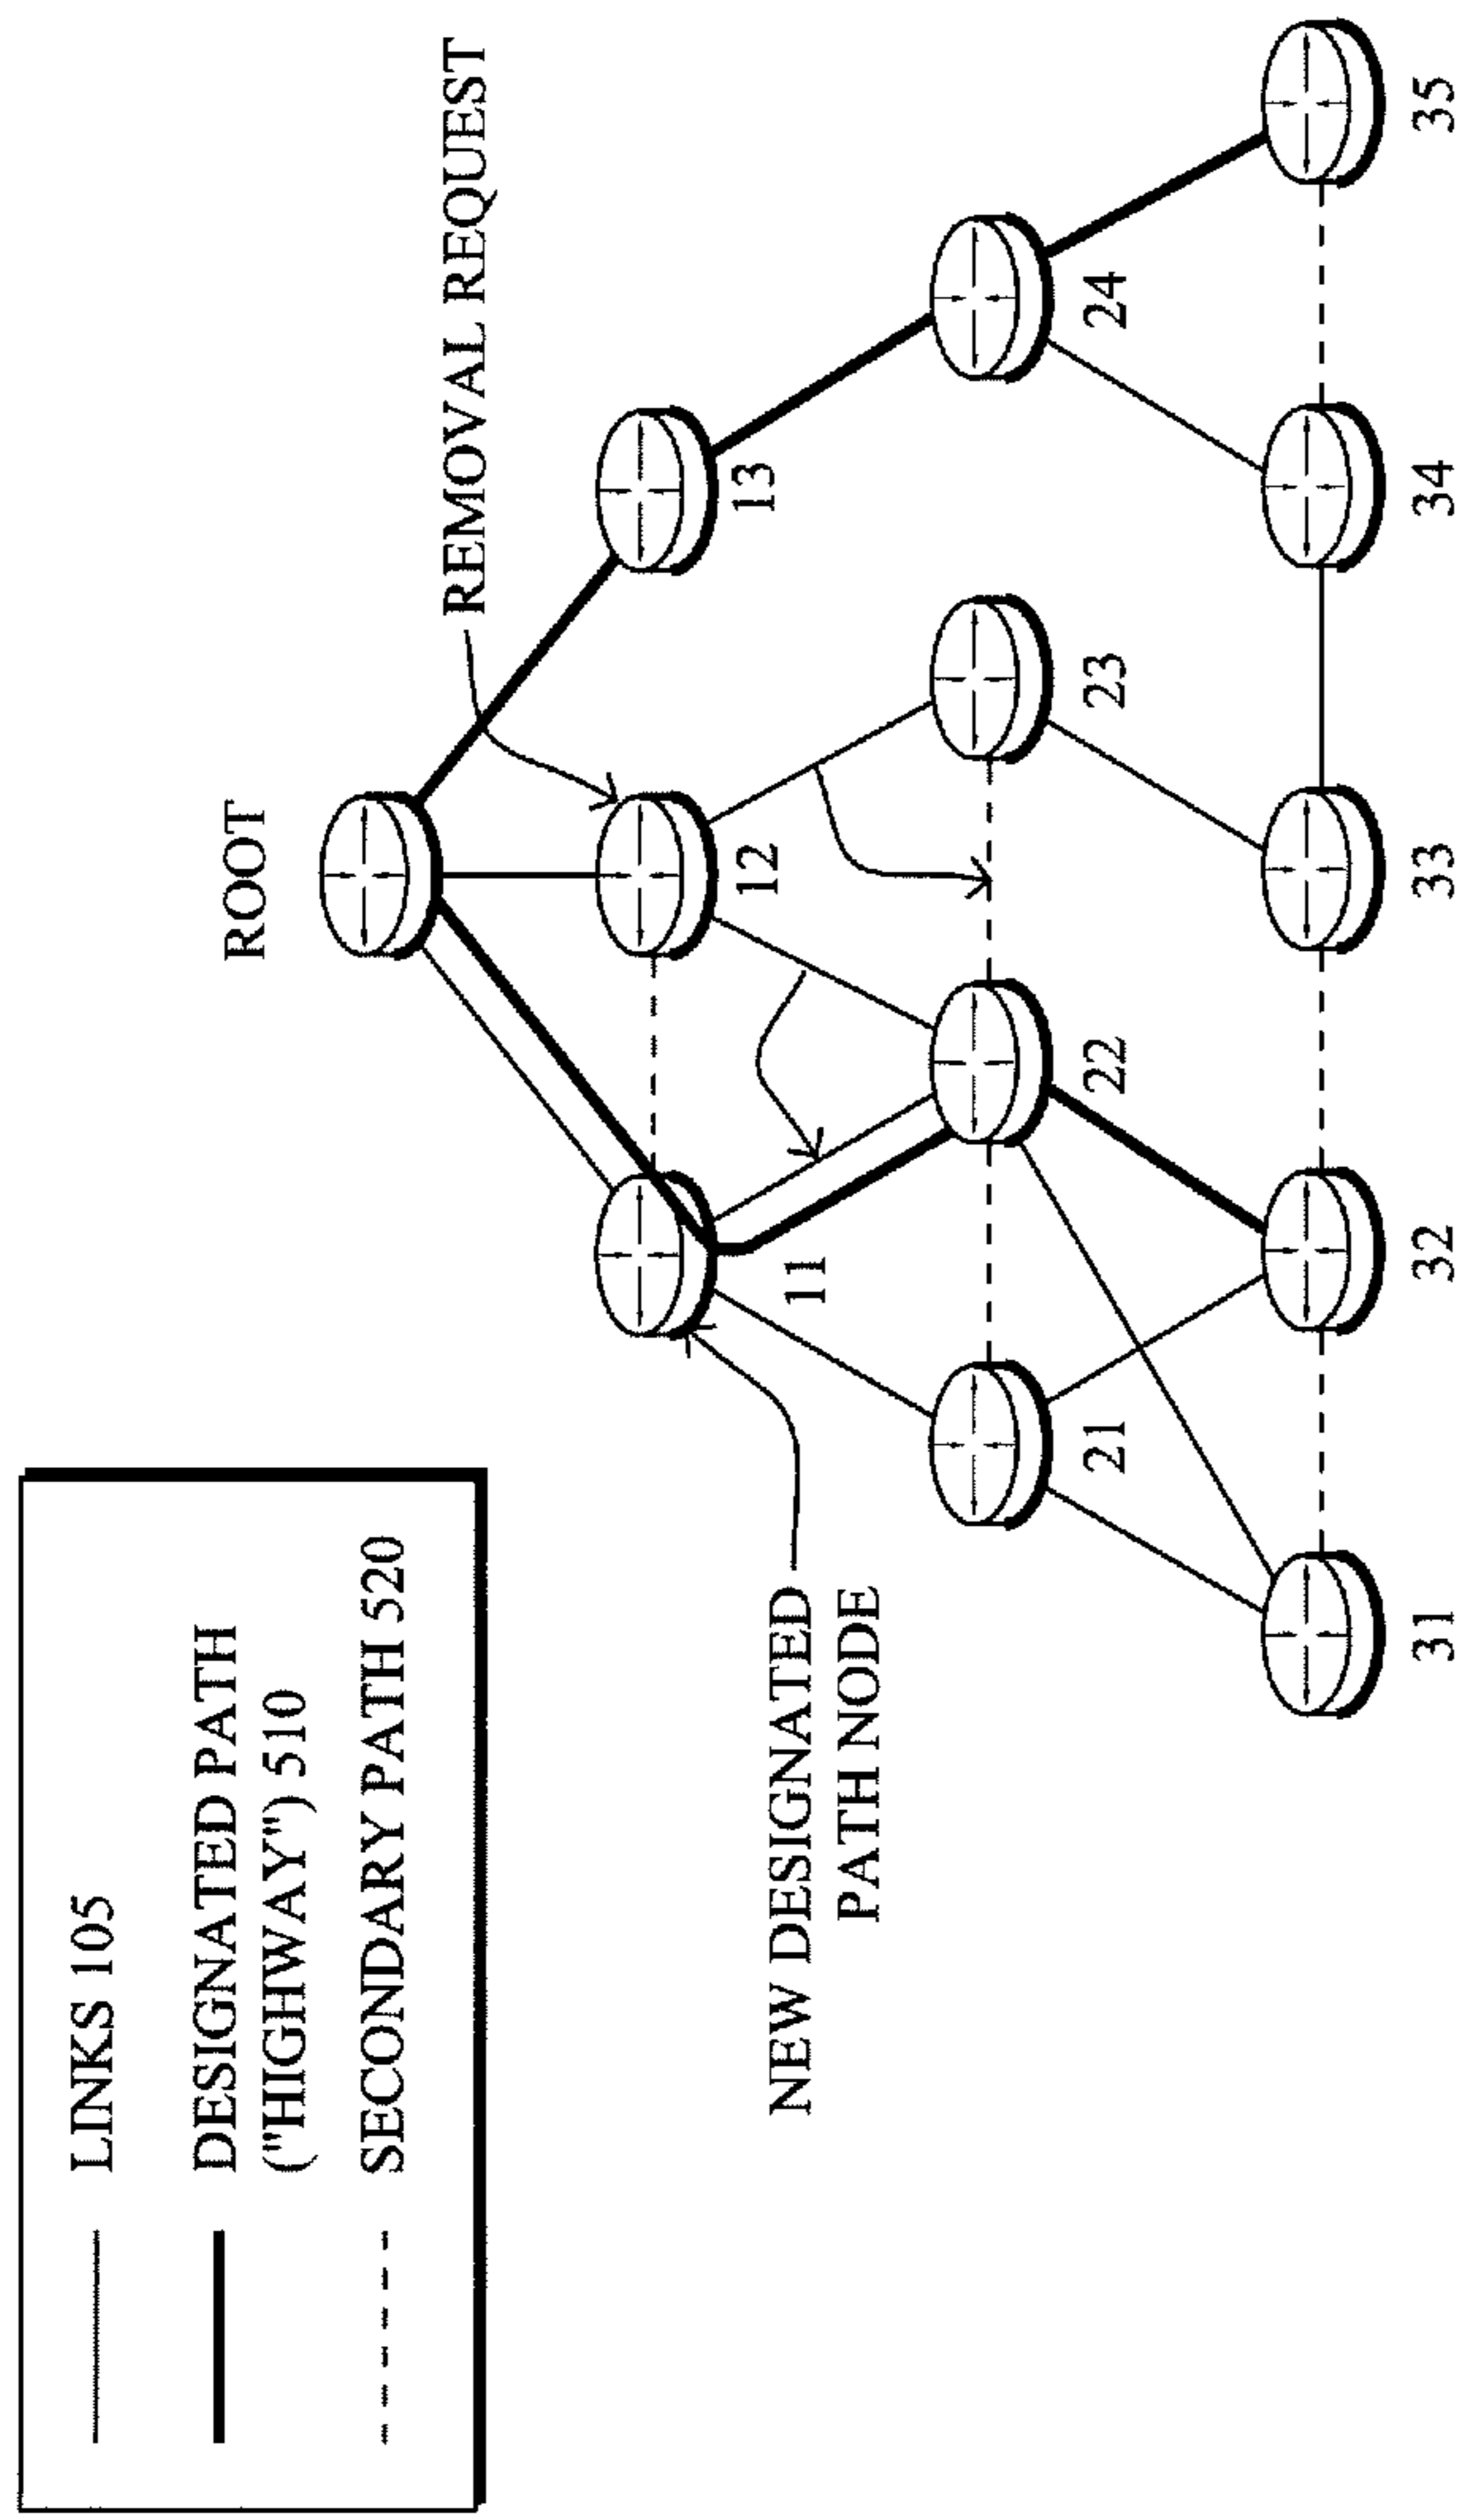 LINKS 105
DESIGNATED PATH
("HIGHWAY") 510
SECONDARY PATH 520
ROOT
REMOVAL REQUEST
11
12
13
NEW DESIGNATED
PATH NODE
21
22
23
24
31
32
33
34
35